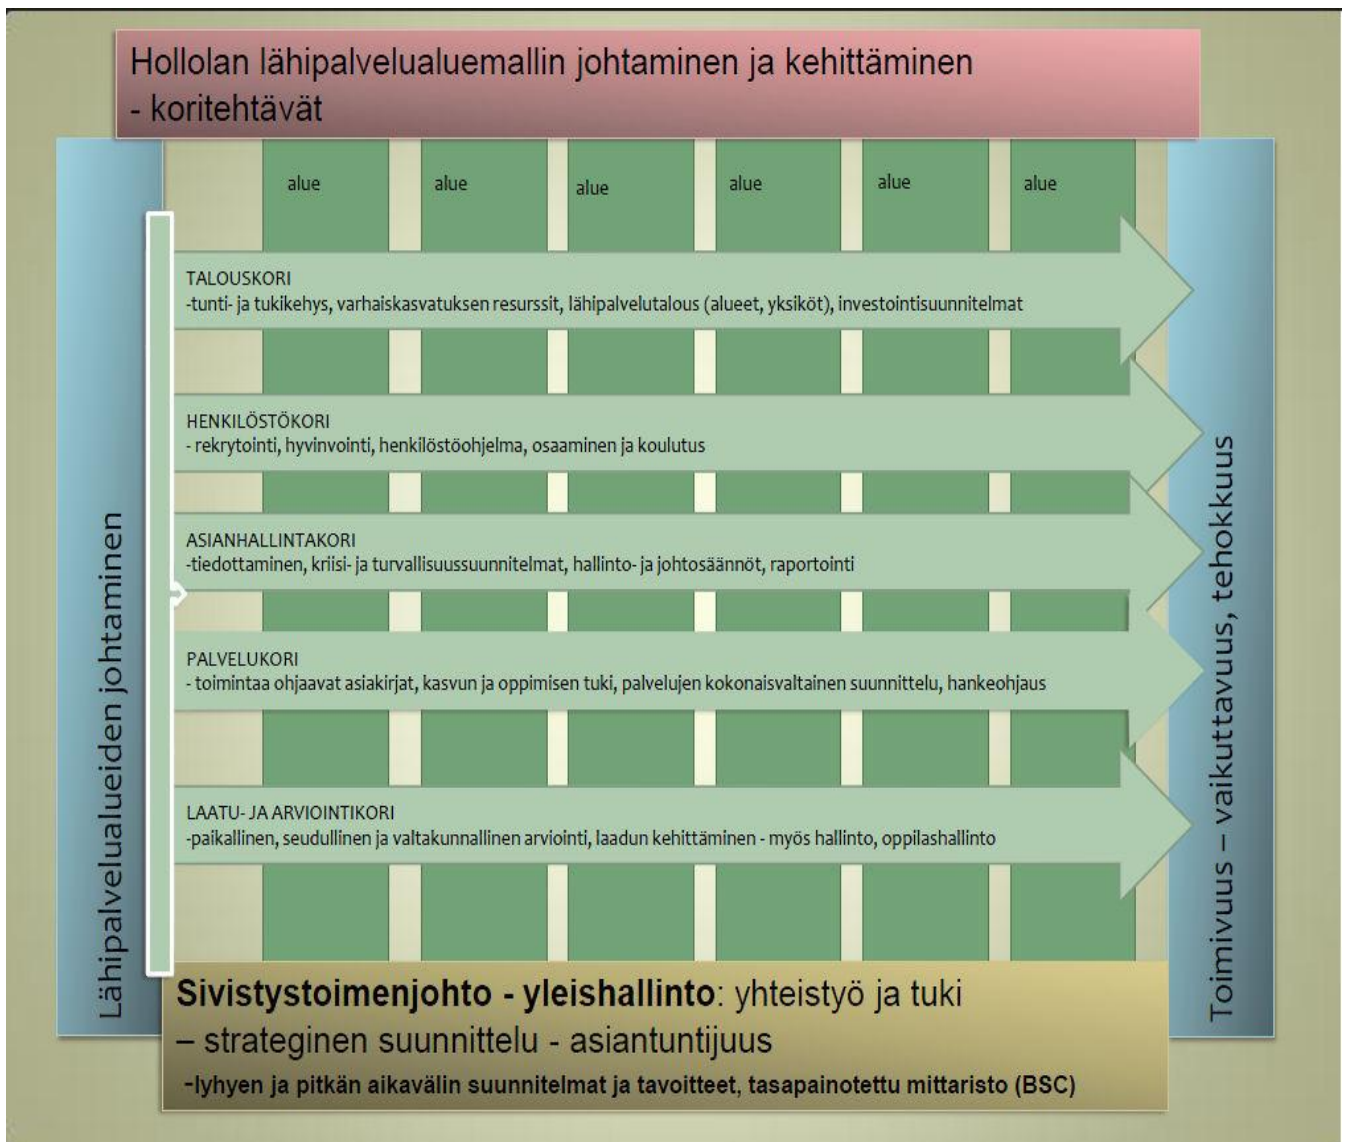 Hollolan lähipalvelualuemallin johtaminen ja kehittäminen
- koritehtävät
alue
alue
alue
alue
alue
alue
Lähipalvelualueiden johtaminen
TALOUSKORI
-tunti- ja tukikehys, varhaiskasvatuksen resurssit, lähipalvelutalous (alueet, yksiköt), investointisuunnitelmat
HENKILÖSTÖKORI
- rekrytointi, hyvinvointi, henkilöstöohjelma, osaaminen ja koulutus
ASIANHALLINTAKORI
-tiedottaminen, kriisi- ja turvallisuussuunnitelmat, hallinto- ja johtosäännöt, raportointi
PALVELUKORI
- toimintaa ohjaavat asiakirjat, kasvun ja oppimisen tuki, palvelujen kokonaisvaltainen suunnittelu, hankeohjaus
LAATU- JA ARVIOINTIKORI
-paikallinen, seudullinen ja valtakunnallinen arviointi, laadun kehittäminen - myös hallinto, oppilashallinto
Toimivuus – vaikuttavuus, tehokkuus
Sivistystoimenjohto - yleishallinto: yhteistyö ja tuki
– strateginen suunnittelu - asiantuntijuus
-lyhyen ja pitkän aikavälin suunnitelmat ja tavoitteet, tasapainotettu mittaristo (BSC)